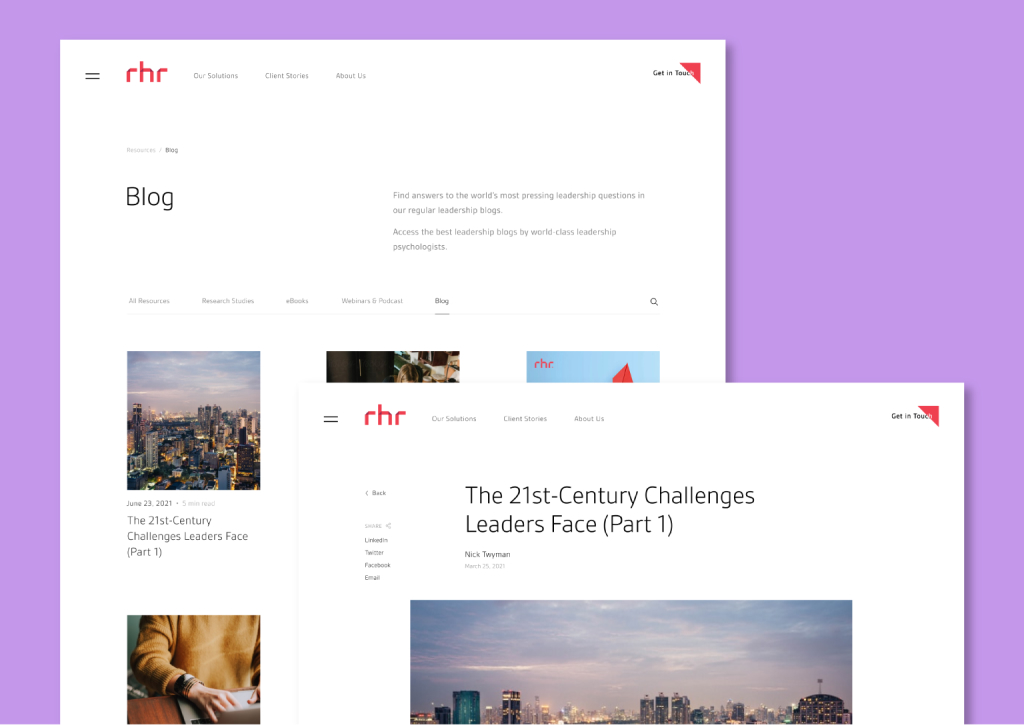 rhr
Our Solutions
Client Stories
About Us
Get in Touch
Resources / Blog
Blog
Find answers to the world's most pressing leadership questions in
our regular leadership blogs.
Access the best leadership blogs by world-class leadership
psychologists.
All Resources
Research Studies
eBooks
Webinars & Podcast
Blog
rhr
June 23, 2021 • 5 min read
The 21st-Century
Challenges Leaders Face
(Part 1)
rhr
Our Solutions
Client Stories
About Us
Get in Touch
Back
SHARE
LinkedIn
Twitter
Facebook
Email
The 21st-Century Challenges
Leaders Face (Part 1)
Nick Twyman
March 25, 2021